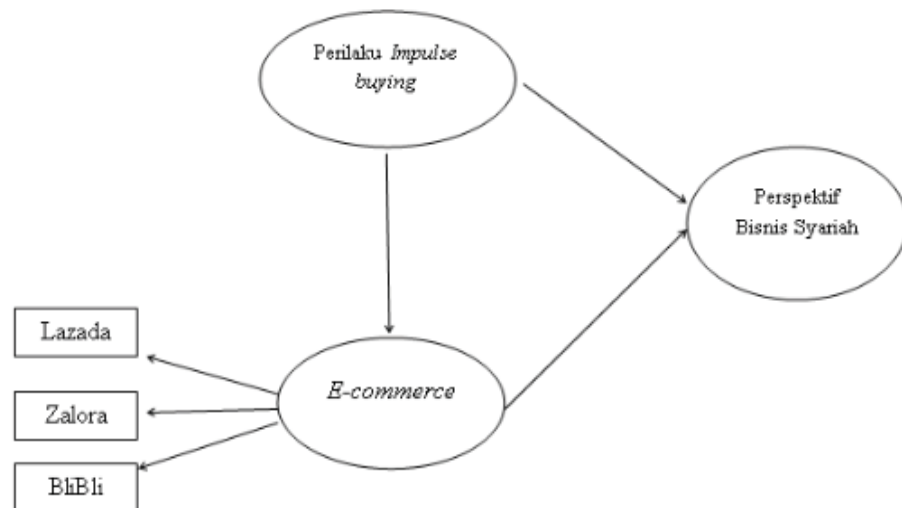 Perilaku Impulse
buying
Perspektif
Bisnis Syariah
Lazada
E-commerce
Zalora
BliBli